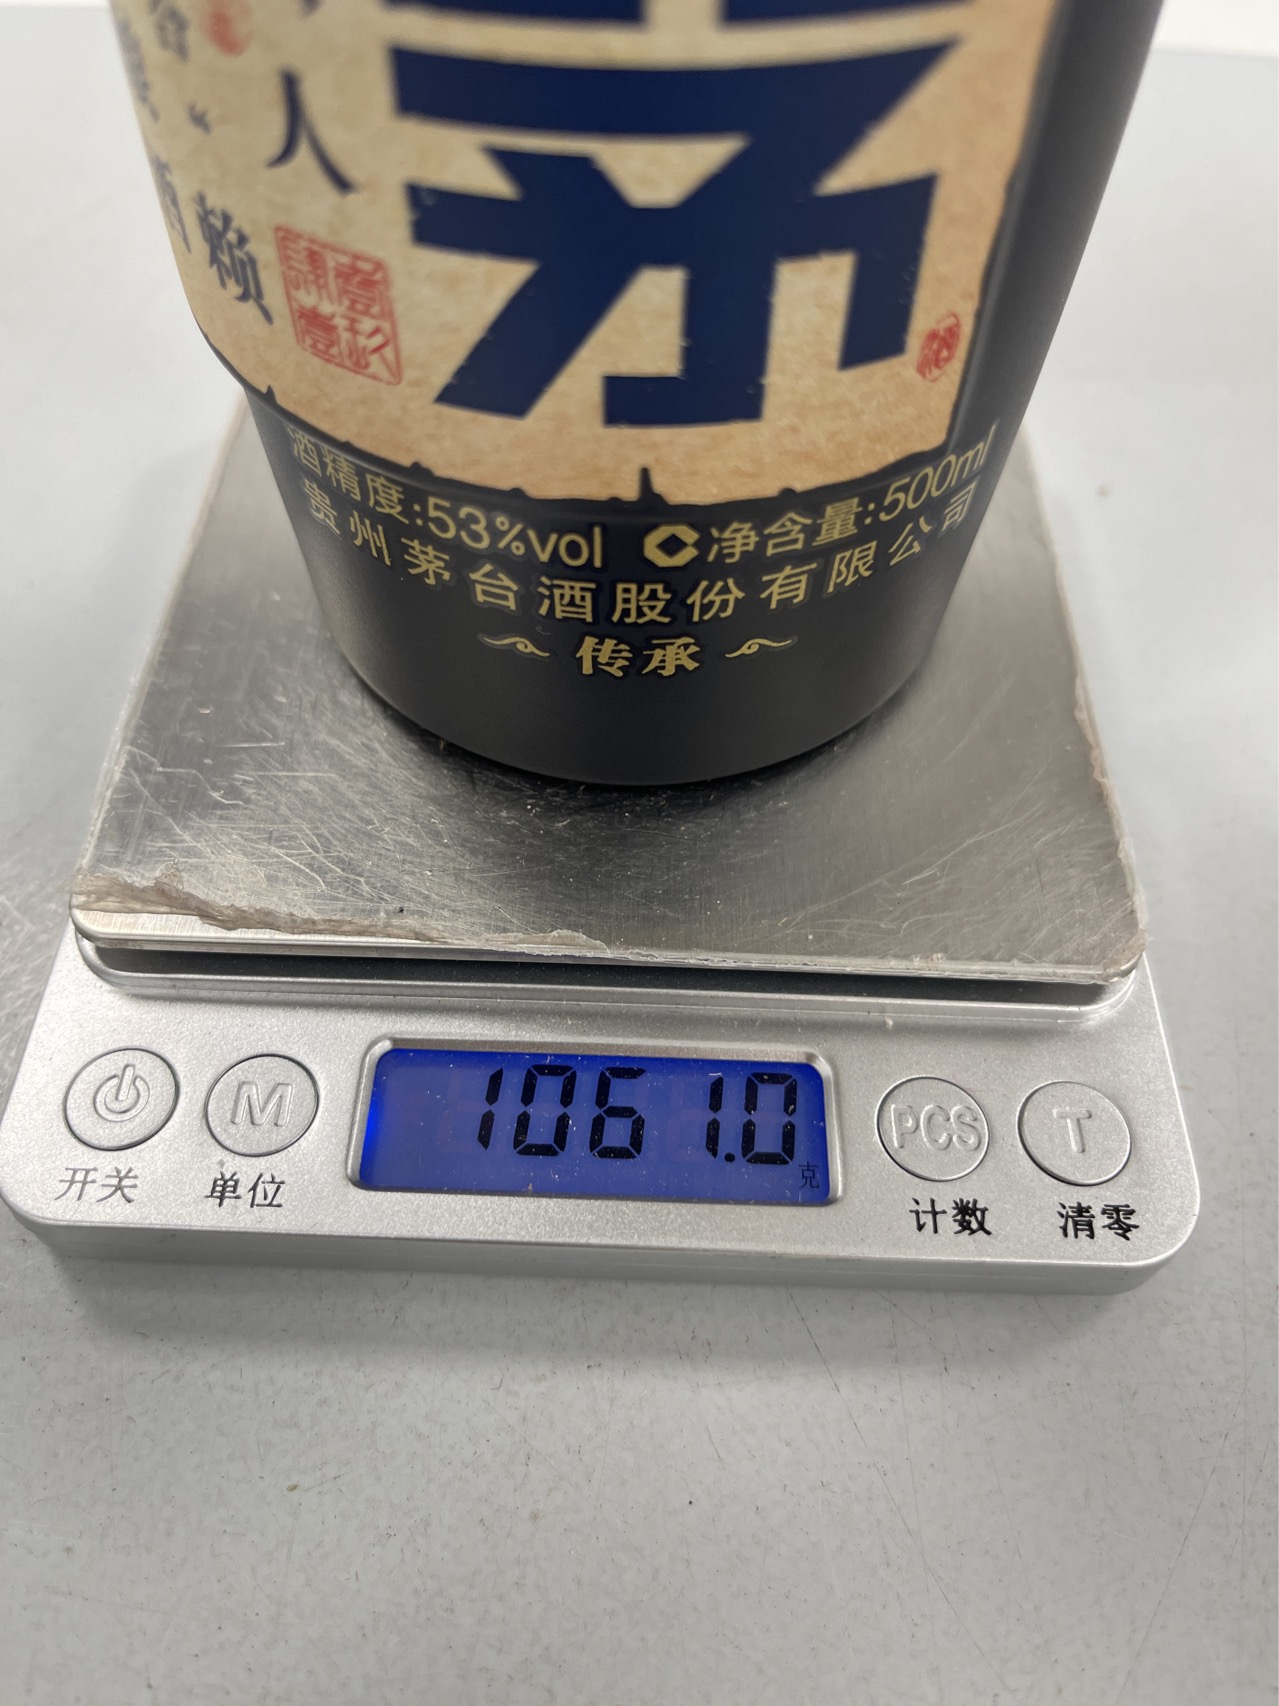 人
赖
酒
酒精度:53%vol 净含量:500ml
贵州茅台酒股份有限公司
传承
1061.0
克
M
PCS
T
开关
单位
计数
清零